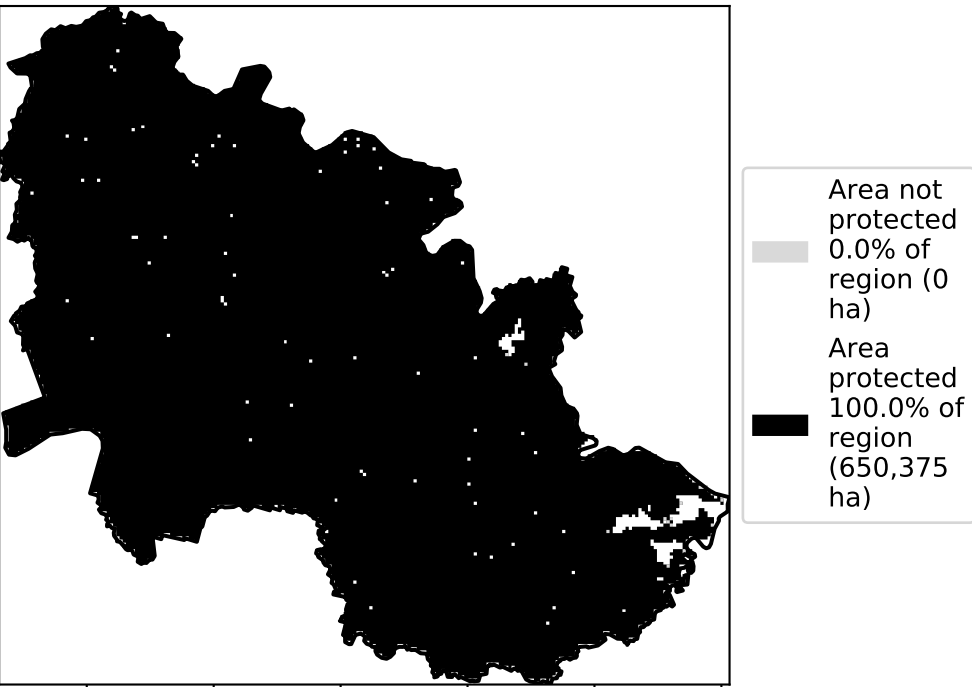 Area not
protected
0.0% of
region (0
ha)
Area
protected
100.0% of
region
(650,375
ha)